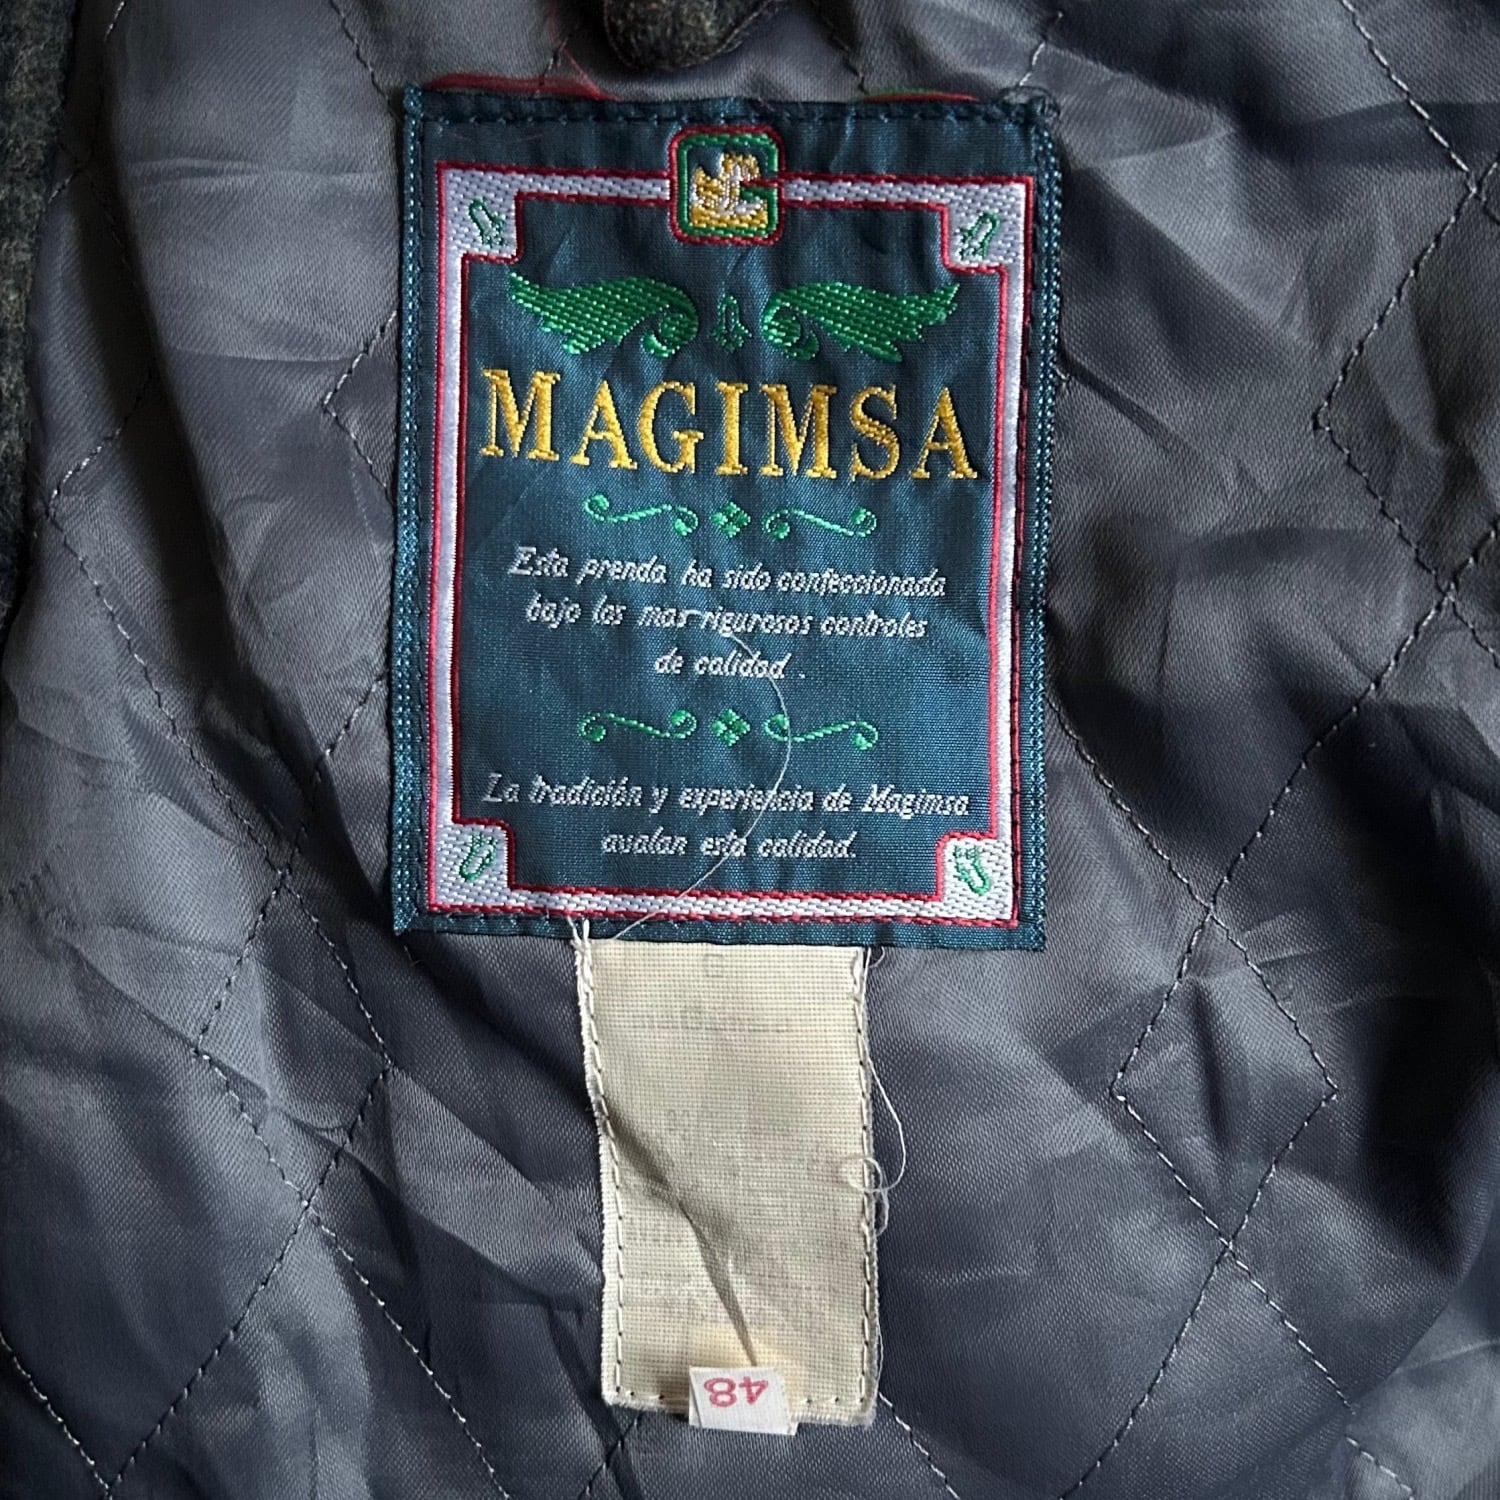 MAGIMSA
Esta prenda ha sido confeccionada
bajo los mas rigurosos controles
de calidad.
La tradición y experiencia de Magimsa
avalan esta calidad.
48